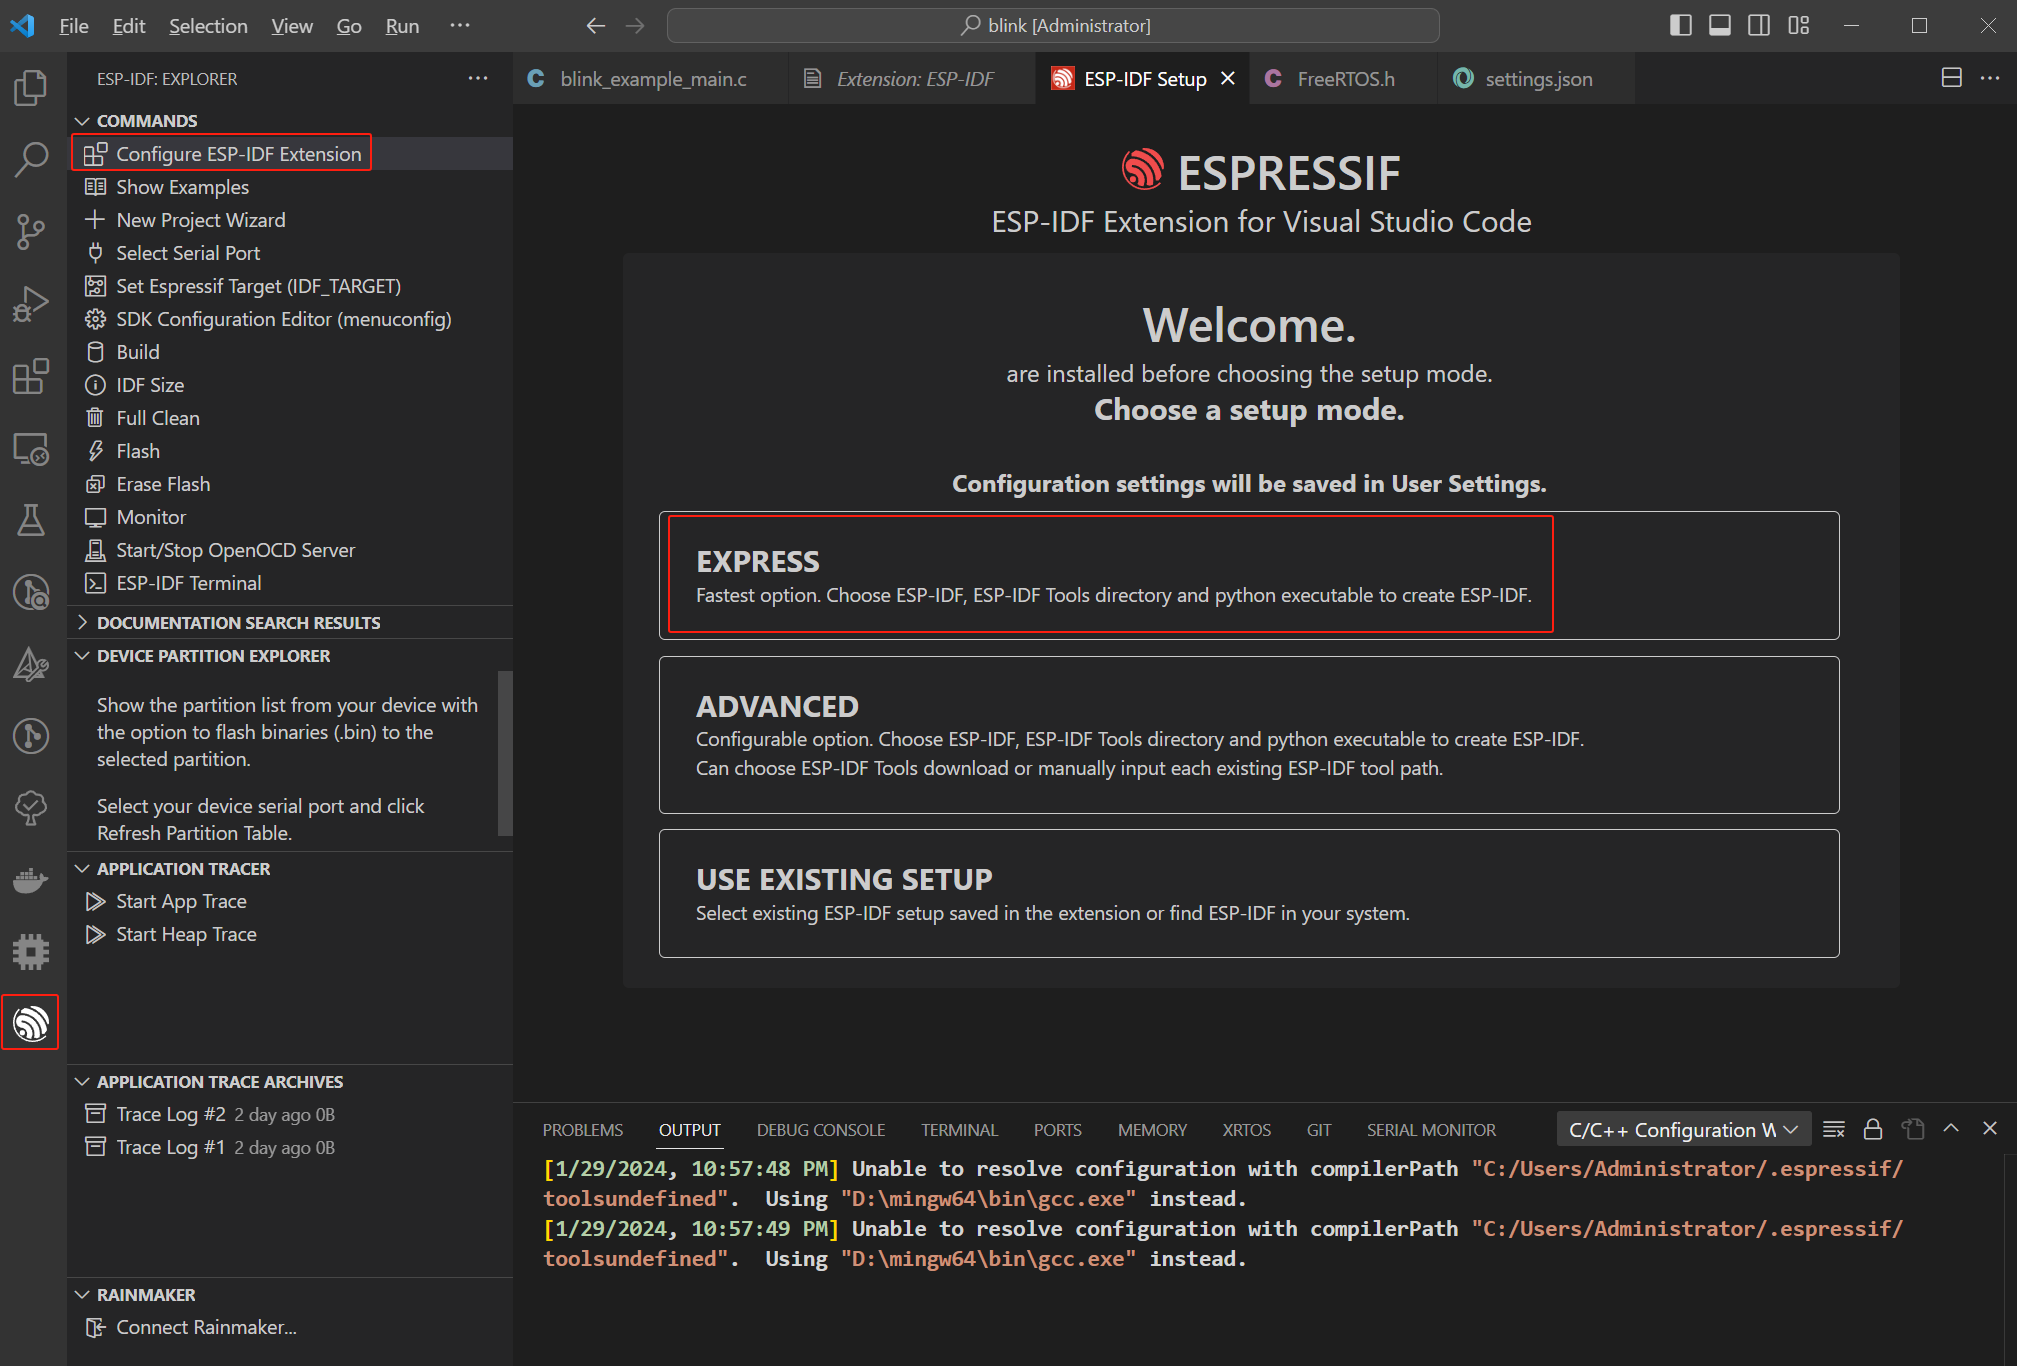 File Edit Selection View Go Run ···
blink [Administrator]
ESP-IDF: EXPLORER
COMMANDS
Configure ESP-IDF Extension
Show Examples
New Project Wizard
Select Serial Port
Set Espressif Target (IDF_TARGET)
SDK Configuration Editor (menuconfig)
Build
IDF Size
Full Clean
Flash
Erase Flash
Monitor
Start/Stop OpenOCD Server
ESP-IDF Terminal
DOCUMENTATION SEARCH RESULTS
DEVICE PARTITION EXPLORER
Show the partition list from your device with
the option to flash binaries (.bin) to the
selected partition.
Select your device serial port and click
Refresh Partition Table.
APPLICATION TRACER
Start App Trace
Start Heap Trace
APPLICATION TRACE ARCHIVES
Trace Log #2 2 day ago 0B
Trace Log #1 2 day ago 0B
RAINMAKER
Connect Rainmaker...
blink_example_main.c Extension: ESP-IDF ESP-IDF Setup FreeRTOS.h settings.json
ESPRESSIF
ESP-IDF Extension for Visual Studio Code
Welcome.
are installed before choosing the setup mode.
Choose a setup mode.
Configuration settings will be saved in User Settings.
EXPRESS
Fastest option. Choose ESP-IDF, ESP-IDF Tools directory and python executable to create ESP-IDF.
ADVANCED
Configurable option. Choose ESP-IDF, ESP-IDF Tools directory and python executable to create ESP-IDF.
Can choose ESP-IDF Tools download or manually input each existing ESP-IDF tool path.
USE EXISTING SETUP
Select existing ESP-IDF setup saved in the extension or find ESP-IDF in your system.
PROBLEMS OUTPUT DEBUG CONSOLE TERMINAL PORTS MEMORY XRTOS GIT SERIAL MONITOR C/C++ Configuration W
[1/29/2024, 10:57:48 PM] Unable to resolve configuration with compilerPath "C:/Users/Administrator/.espressif/
toolsundefined".  Using "D:\mingw64\bin\gcc.exe" instead.
[1/29/2024, 10:57:49 PM] Unable to resolve configuration with compilerPath "C:/Users/Administrator/.espressif/
toolsundefined".  Using "D:\mingw64\bin\gcc.exe" instead.